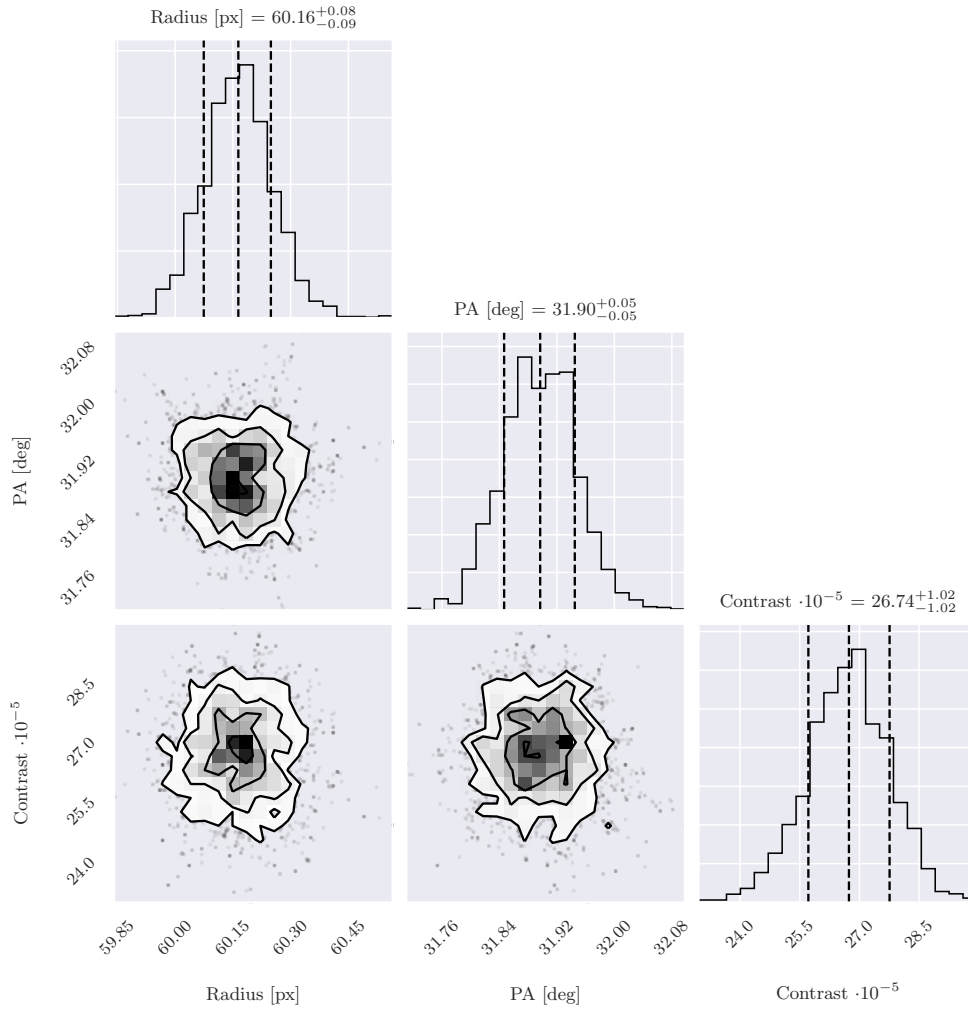 Radius [px] = 60.16^{+0.08}_{-0.09}
PA [deg] = 31.90^{+0.05}_{-0.05}
32.08
32.00
31.92
31.84
31.76
PA [deg]
Contrast ·10^{-5} = 26.74^{+1.02}_{-1.02}
28.5
27.0
25.5
24.0
Contrast ·10^{-5}
59.85 60.00 60.15 60.30 60.45
31.76 31.84 31.92 32.00 32.08
24.0 25.5 27.0 28.5
Radius [px] PA [deg] Contrast ·10^{-5}